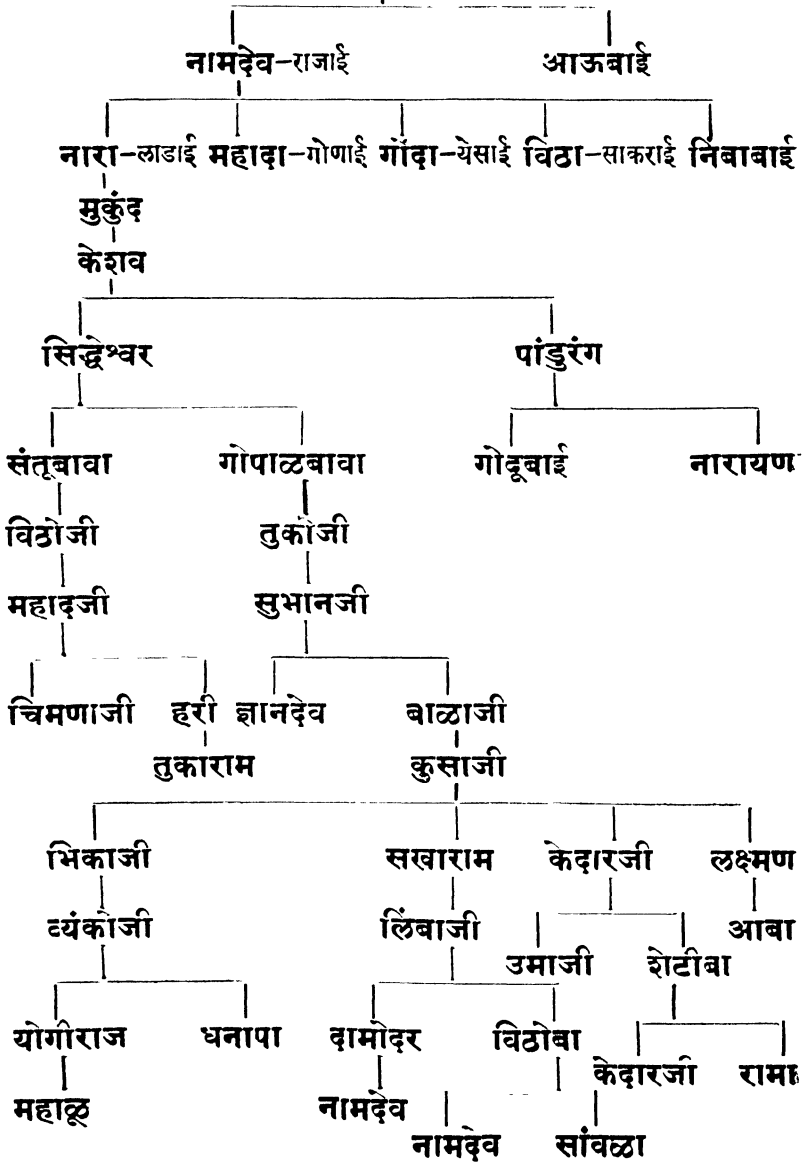 नामदेव-राजाई आऊबाई
नारा-लाडाई महादा-गोणाई गोंदा-येसाई विठा-साकराई निंबाबाई
मुकुंद
केशव
सिद्धेश्वर पांडुरंग
संतूबावा गोपाळबावा गोदूबाई नारायण
विठोजी तुकोजी
महादजी सुभानजी
चिमणाजी हरी ज्ञानदेव बाळाजी
तुकाराम कुसाजी
भिकाजी सखाराम केदारजी लक्ष्मण
व्यंकोजी लिंबाजी आबा
उमाजी शेटीबा
योगीराज धनापा दामोदर विठोबा
केदारजी रामा
महाळू नामदेव
नामदेव सांवळा